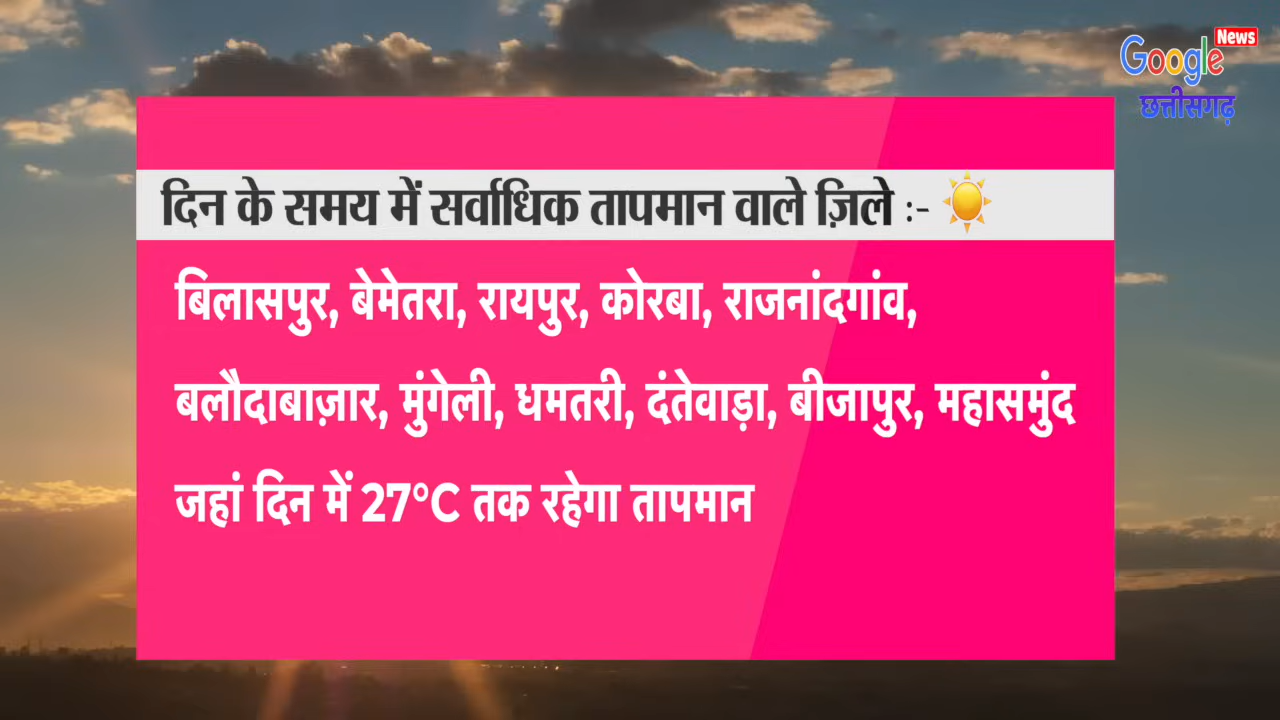 Google News
छत्तीसगढ़
दिन के समय में सर्वाधिक तापमान वाले ज़िले :-
बिलासपुर, बेमेतरा, रायपुर, कोरबा, राजनांदगांव,
बलौदाबाज़ार, मुंगेली, धमतरी, दंतेवाड़ा, बीजापुर, महासमुंद
जहां दिन में 27°C तक रहेगा तापमान